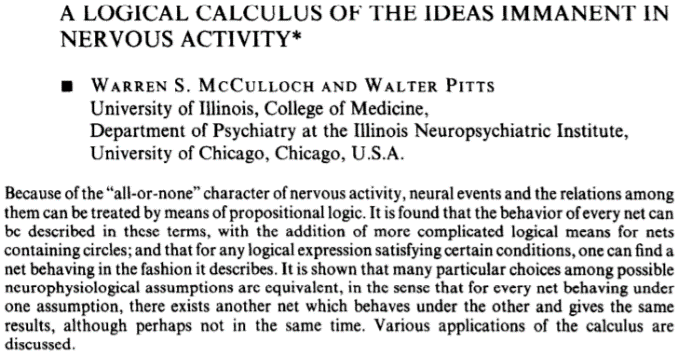 A LOGICAL CALCULUS OF THE IDEAS IMMANENT IN
NERVOUS ACTIVITY*
■ WARREN S. MCCULLOCH AND WALTER PITTS
University of Illinois, College of Medicine,
Department of Psychiatry at the Illinois Neuropsychiatric Institute,
University of Chicago, Chicago, U.S.A.
Because of the “all-or-none” character of nervous activity, neural events and the relations among
them can be treated by means of propositional logic. It is found that the behavior of every net can
be described in these terms, with the addition of more complicated logical means for nets
containing circles; and that for any logical expression satisfying certain conditions, one can find a
net behaving in the fashion it describes. It is shown that many particular choices among possible
neurophysiological assumptions are equivalent, in the sense that for every net behaving under
one assumption, there exists another net which behaves under the other and gives the same
results, although perhaps not in the same time. Various applications of the calculus are
discussed.